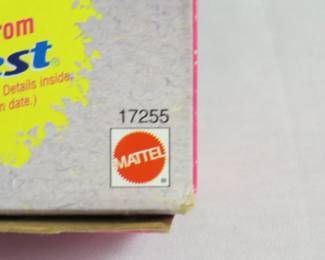 rom
est®
Details inside,
n date.)
17255
MATTEL